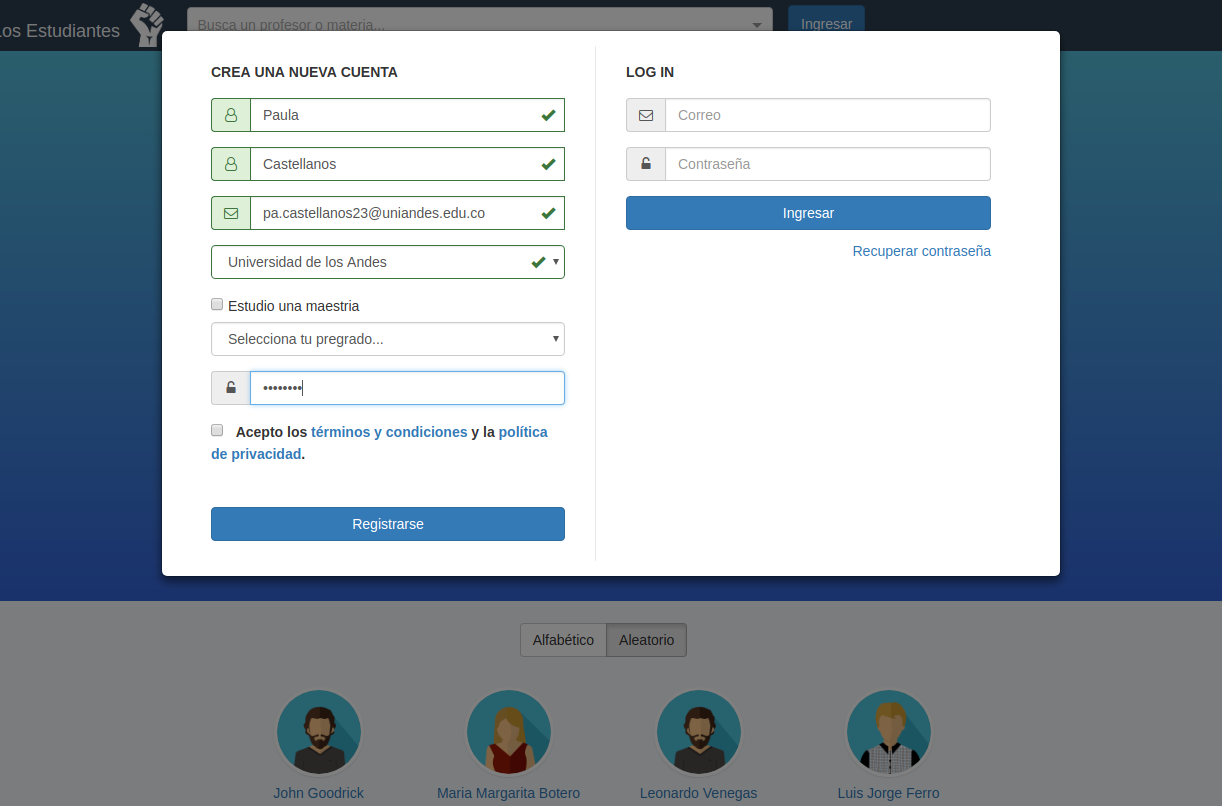 os Estudiantes
Busca un profesor o materia...
Ingresar
CREA UNA NUEVA CUENTA
Paula
Castellanos
pa.castellanos23@uniandes.edu.co
Universidad de los Andes
Estudio una maestria
Selecciona tu pregrado...
••••••••
Acepto los términos y condiciones y la política
de privacidad.
Registrarse
LOG IN
Correo
Contraseña
Ingresar
Recuperar contraseña
Alfabético
Aleatorio
John Goodrick
Maria Margarita Botero
Leonardo Venegas
Luis Jorge Ferro